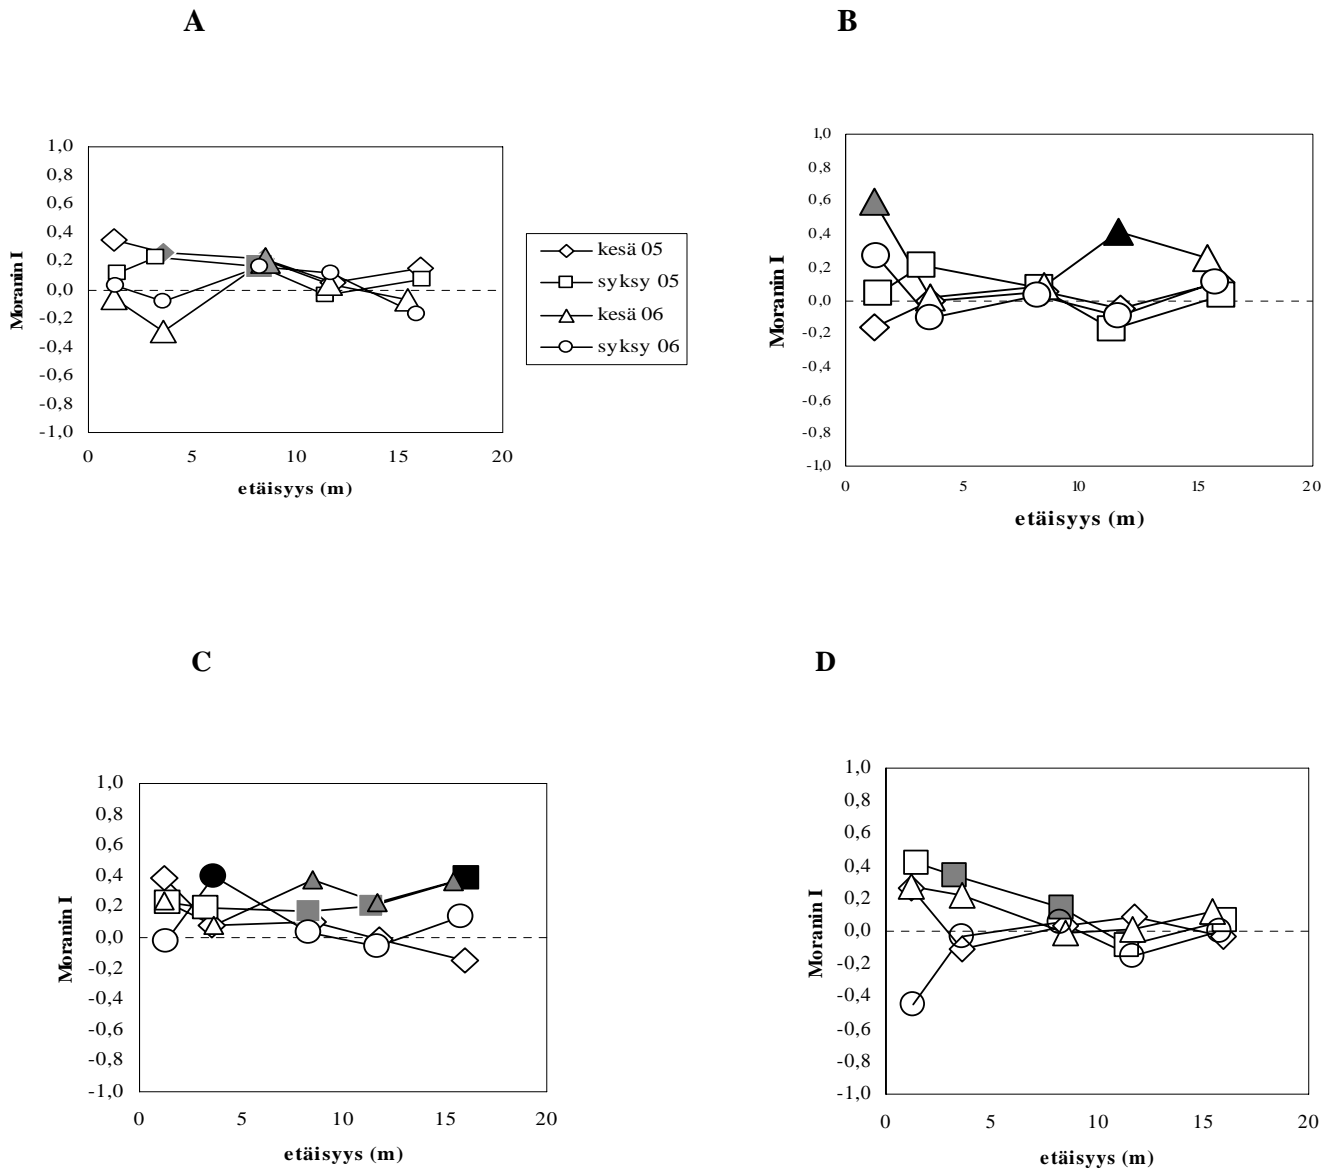 A
B
1,0
0,8
0,6
0,4
0,2
0,0
-0,2
-0,4
-0,6
-0,8
-1,0
Moranin I
0 5 10 15 20
etäisyys (m)
kesä 05
syksy 05
kesä 06
syksy 06
1,0
0,8
0,6
0,4
0,2
0,0
-0,2
-0,4
-0,6
-0,8
-1,0
Moranin I
0 5 10 15 20
etäisyys (m)
C
D
1,0
0,8
0,6
0,4
0,2
0,0
-0,2
-0,4
-0,6
-0,8
-1,0
Moranin I
0 5 10 15 20
etäisyys (m)
1,0
0,8
0,6
0,4
0,2
0,0
-0,2
-0,4
-0,6
-0,8
-1,0
Moranin I
0 5 10 15 20
etäisyys (m)